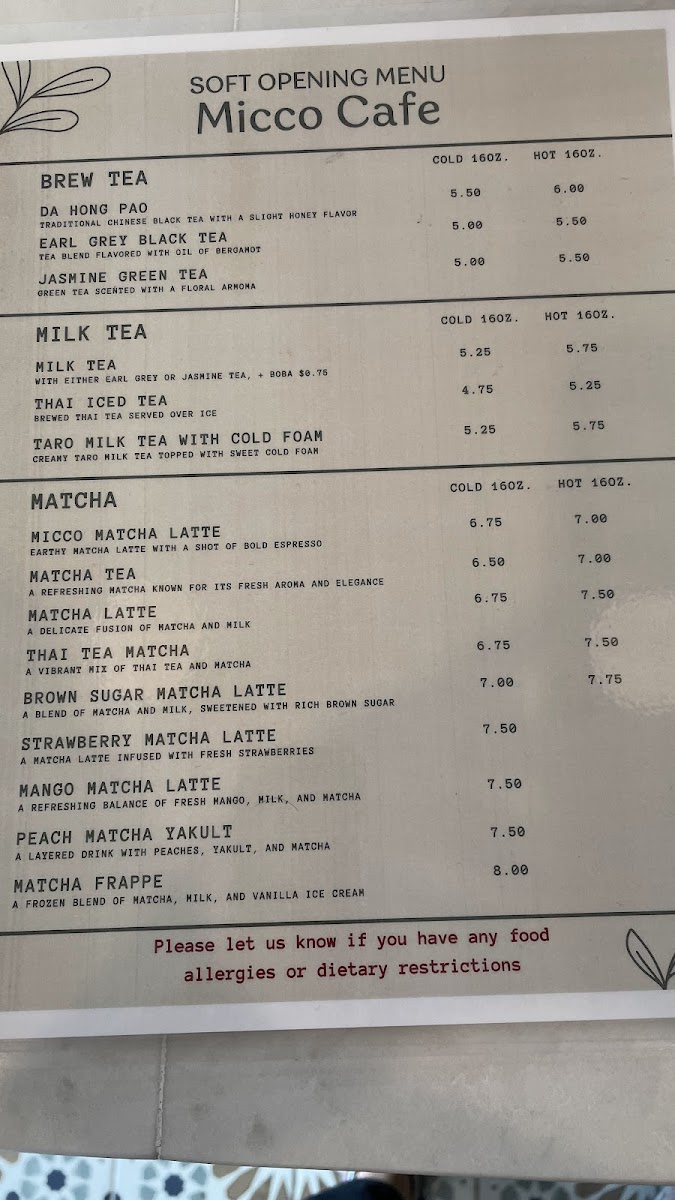 SOFT OPENING MENU
Micco Cafe
BREW TEA COLD 16OZ. HOT 16OZ.
DA HONG PAO 5.50 6.00
TRADITIONAL CHINESE BLACK TEA WITH A SLIGHT HONEY FLAVOR
EARL GREY BLACK TEA 5.00 5.50
TEA BLEND FLAVORED WITH OIL OF BERGAMOT
JASMINE GREEN TEA 5.00 5.50
GREEN TEA SCENTED WITH A FLORAL ARMOMA
MILK TEA COLD 16OZ. HOT 16OZ.
MILK TEA 5.25 5.75
WITH EITHER EARL GREY OR JASMINE TEA, + BOBA $0.75
THAI ICED TEA 4.75 5.25
BREWED THAI TEA SERVED OVER ICE
TARO MILK TEA WITH COLD FOAM 5.25 5.75
CREAMY TARO MILK TEA TOPPED WITH SWEET COLD FOAM
MATCHA COLD 16OZ. HOT 16OZ.
MICCO MATCHA LATTE 6.75 7.00
EARTHY MATCHA LATTE WITH A SHOT OF BOLD ESPRESSO
MATCHA TEA 6.50 7.00
A REFRESHING MATCHA KNOWN FOR ITS FRESH AROMA AND ELEGANCE
MATCHA LATTE 6.75 7.50
A DELICATE FUSION OF MATCHA AND MILK
THAI TEA MATCHA 6.75 7.50
A VIBRANT MIX OF THAI TEA AND MATCHA
BROWN SUGAR MATCHA LATTE 7.00 7.75
A BLEND OF MATCHA AND MILK, SWEETENED WITH RICH BROWN SUGAR
STRAWBERRY MATCHA LATTE 7.50
A MATCHA LATTE INFUSED WITH FRESH STRAWBERRIES
MANGO MATCHA LATTE 7.50
A REFRESHING BALANCE OF FRESH MANGO, MILK, AND MATCHA
PEACH MATCHA YAKULT 7.50
A LAYERED DRINK WITH PEACHES, YAKULT, AND MATCHA
MATCHA FRAPPE 8.00
A FROZEN BLEND OF MATCHA, MILK, AND VANILLA ICE CREAM
Please let us know if you have any food
allergies or dietary restrictions